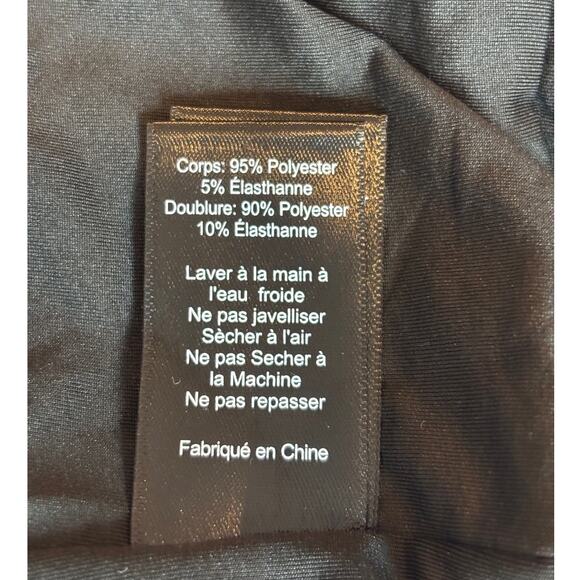 Corps: 95% Polyester
5% Élasthanne
Doublure: 90% Polyester
10% Élasthanne
Laver à la main à
l'eau froide
Ne pas javelliser
Sècher à l'air
Ne pas Secher à
la Machine
Ne pas repasser
Fabriqué en Chine